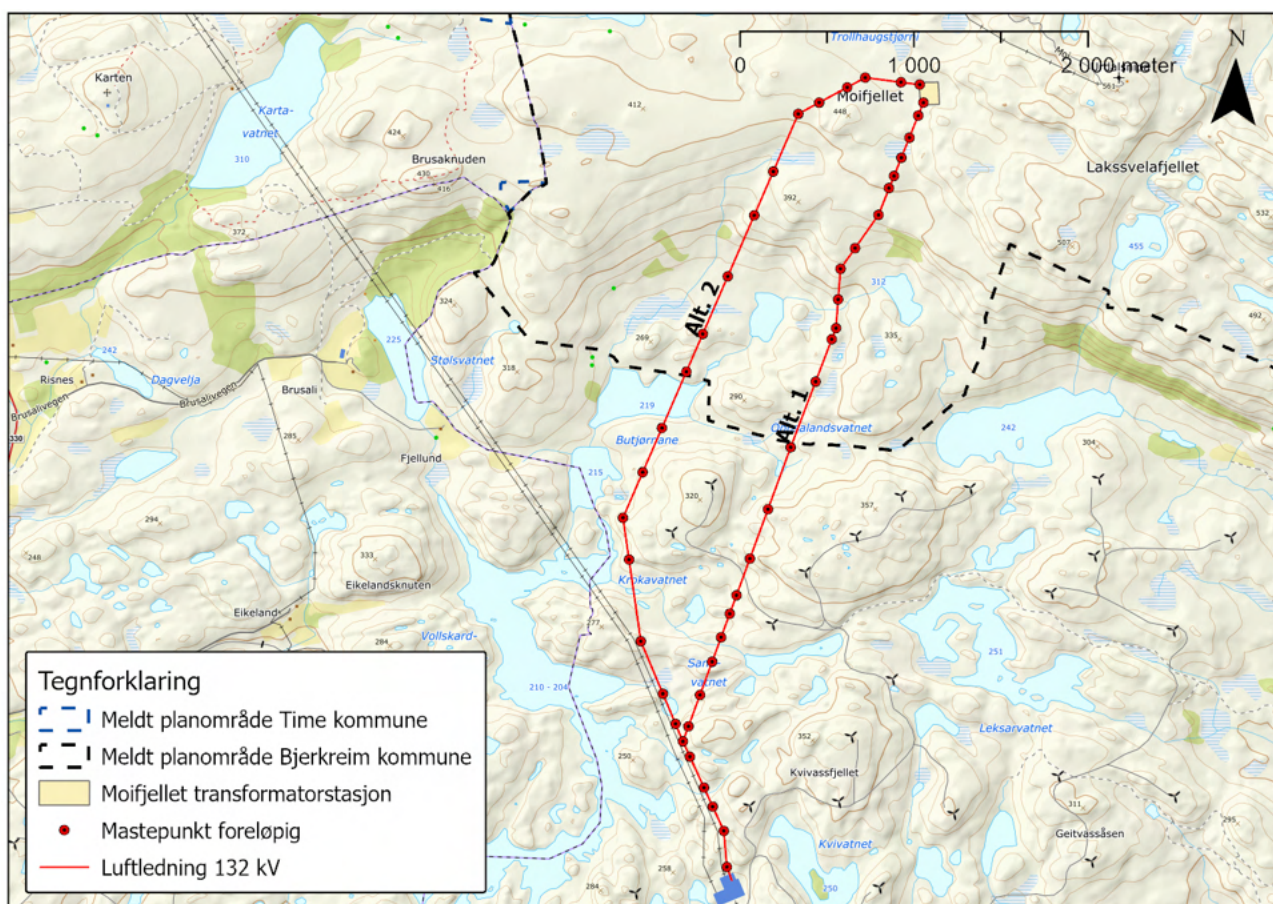 Trollhaugstjørni
N
0
1 000
2 000 meter
561
Karten
Karta-
vatnet
310
412
Moifjellet
448
424
Brusaknuden
430
416
Lakssvelafjellet
392
532
372
507
455
312
492
324
Alt. 2
335
269
225
Stølsvatnet
318
242
Risnes
Dagvelja
Brusalivegen
Brusalivegen
Brusali
330
219
290
Alt. 1
242
285
Butjørnane
304
Fjellund
215
320
357
294
248
333
Krokavatnet
Eikelandsknuten
Eikeland
277
284
Vollskard-
251
vatnet
210 - 204
Leksarvatnet
352
250
Kvivassfjellet
311
295
Geitvassåsen
Kvivatnet
284
258
250
Tegnforklaring
Meldt planområde Time kommune
Meldt planområde Bjerkreim kommune
Moifjellet transformatorstasjon
Mastepunkt foreløpig
Luftledning 132 kV